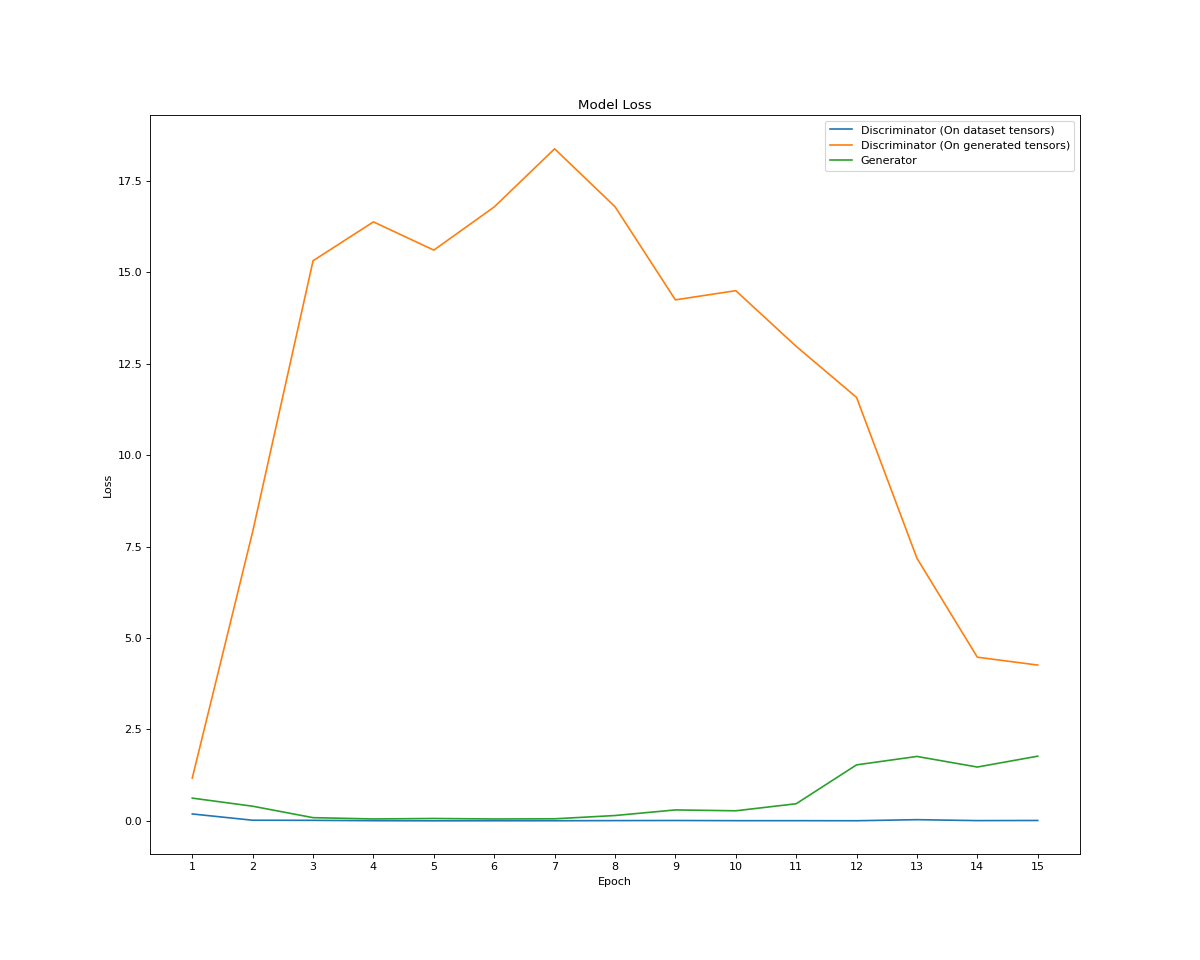 Model Loss
Discriminator (On dataset tensors)
Discriminator (On generated tensors)
Generator
17.5
15.0
12.5
10.0
7.5
5.0
2.5
0.0
Loss
1 2 3 4 5 6 7 8 9 10 11 12 13 14 15
Epoch